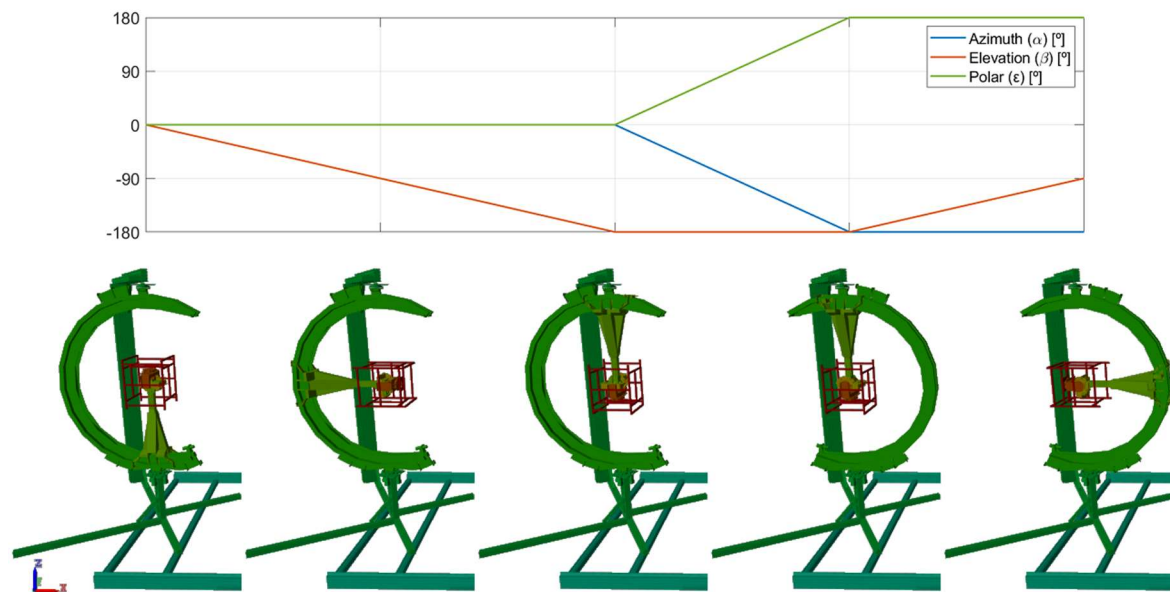 180
90
0
-90
-180
Azimuth (α) [º]
Elevation (β) [º]
Polar (ε) [º]
Z
X